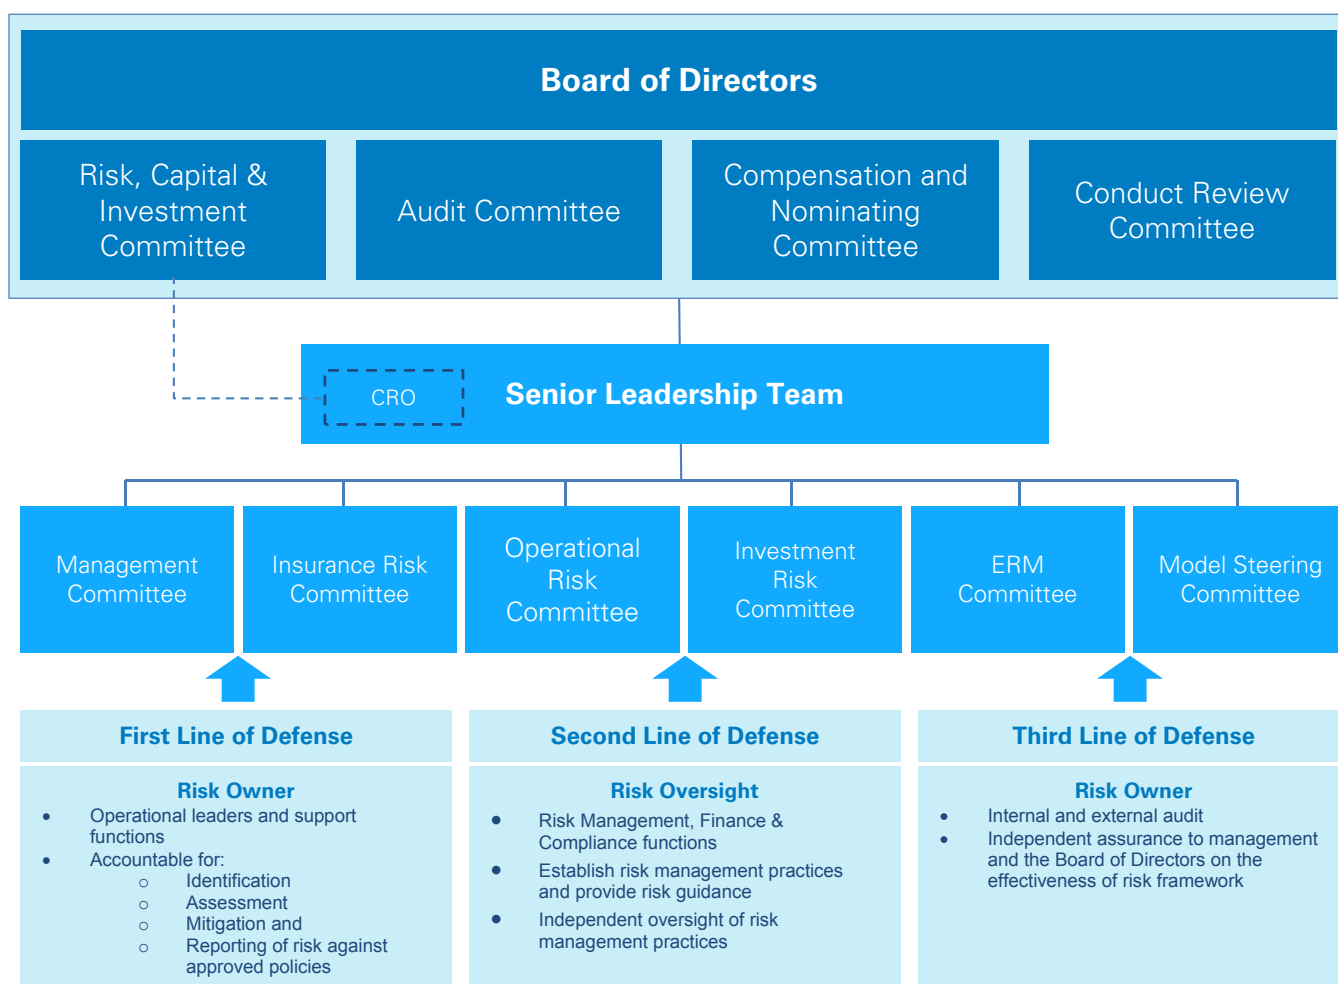 Board of Directors
Risk, Capital &
Investment
Committee
Audit Committee
Compensation and
Nominating
Committee
Conduct Review
Committee
CRO
Senior Leadership Team
Management
Committee
Insurance Risk
Committee
Operational
Risk
Committee
Investment
Risk
Committee
ERM
Committee
Model Steering
Committee
First Line of Defense
Risk Owner
• Operational leaders and support
functions
• Accountable for:
o Identification
o Assessment
o Mitigation and
o Reporting of risk against
approved policies
Second Line of Defense
Risk Oversight
• Risk Management, Finance &
Compliance functions
• Establish risk management practices
and provide risk guidance
• Independent oversight of risk
management practices
Third Line of Defense
Risk Owner
• Internal and external audit
• Independent assurance to management
and the Board of Directors on the
effectiveness of risk framework